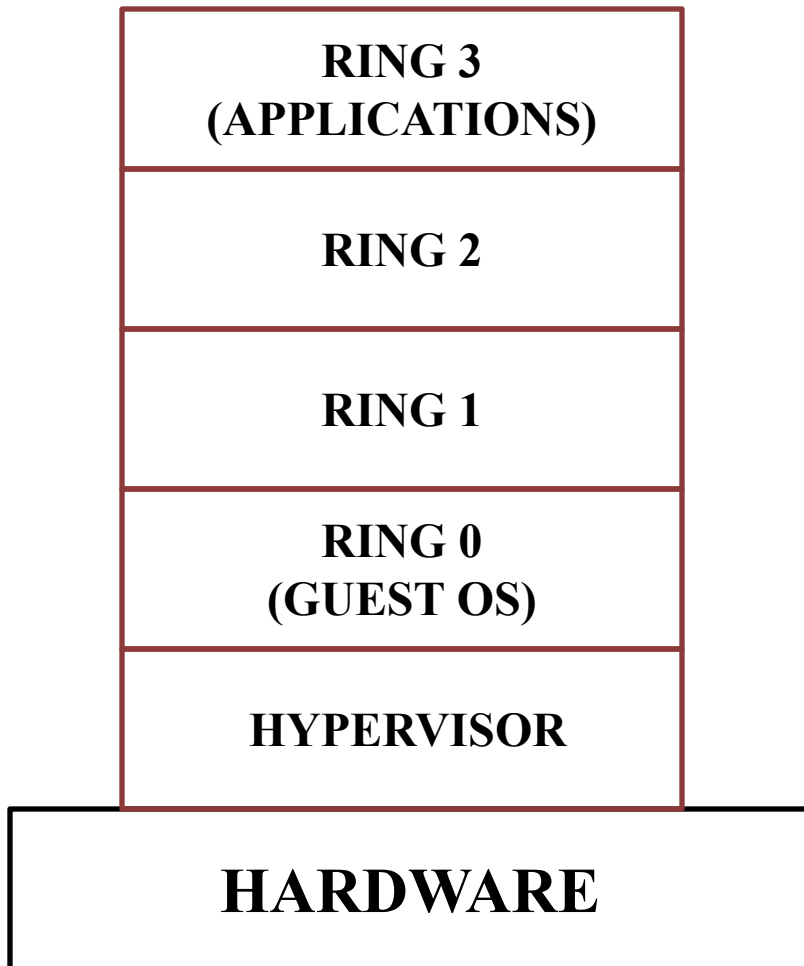 RING 3
(APPLICATIONS)
RING 2
RING 1
RING 0
(GUEST OS)
HYPERVISOR
HARDWARE